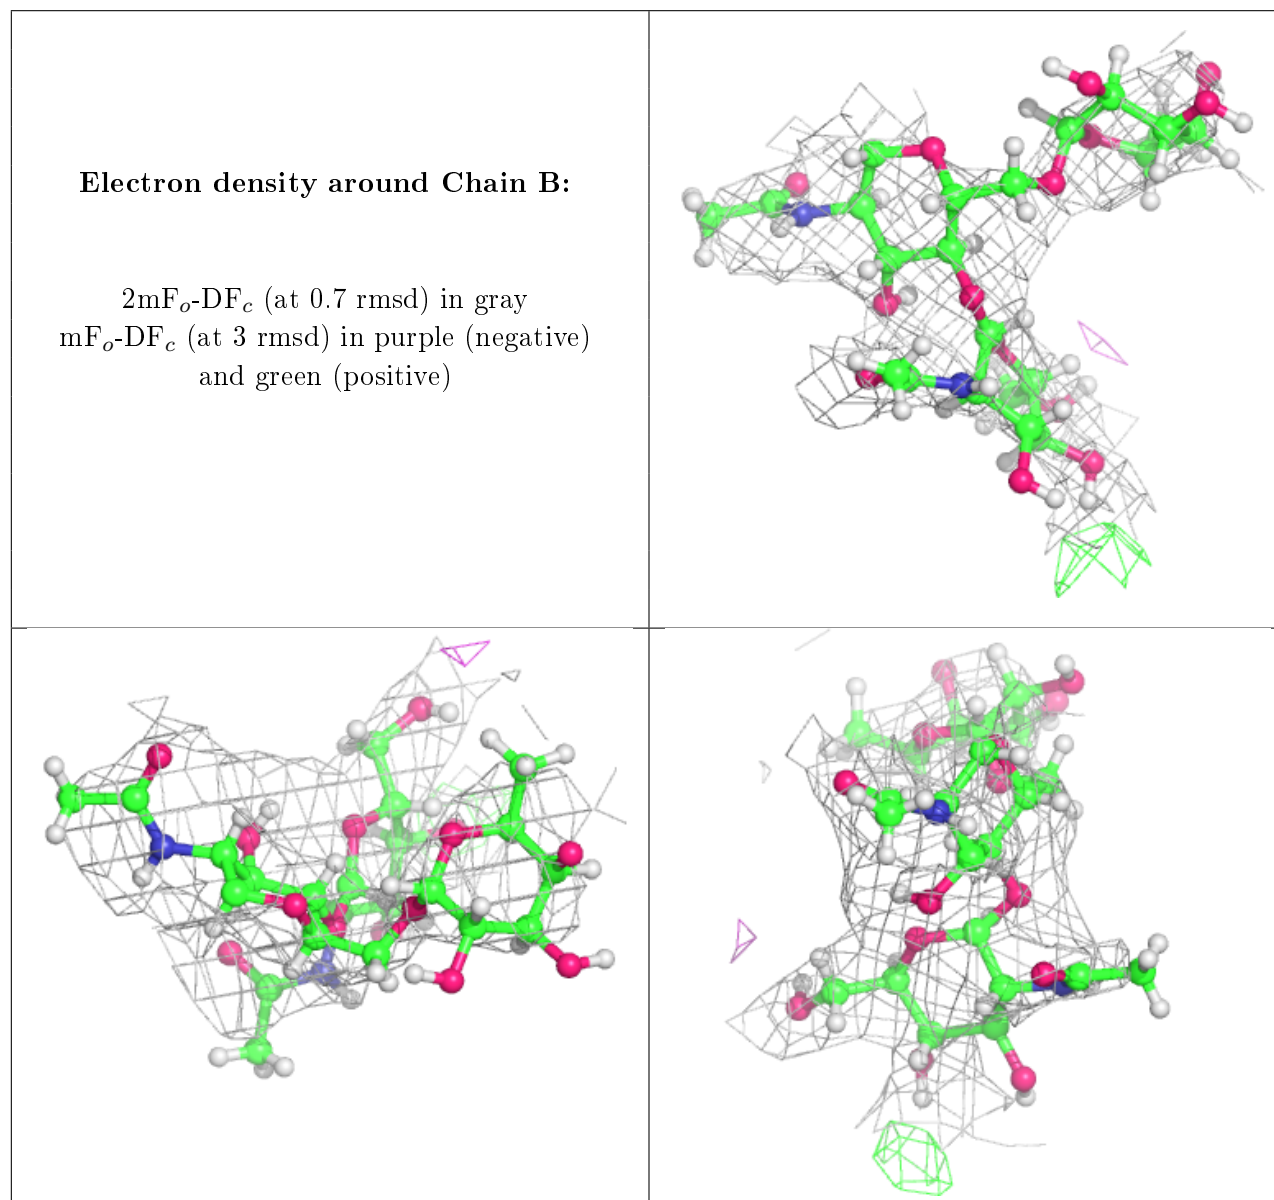 Electron density around Chain B:
2mFₒ-DF𝒸 (at 0.7 rmsd) in gray
mFₒ-DF𝒸 (at 3 rmsd) in purple (negative)
and green (positive)